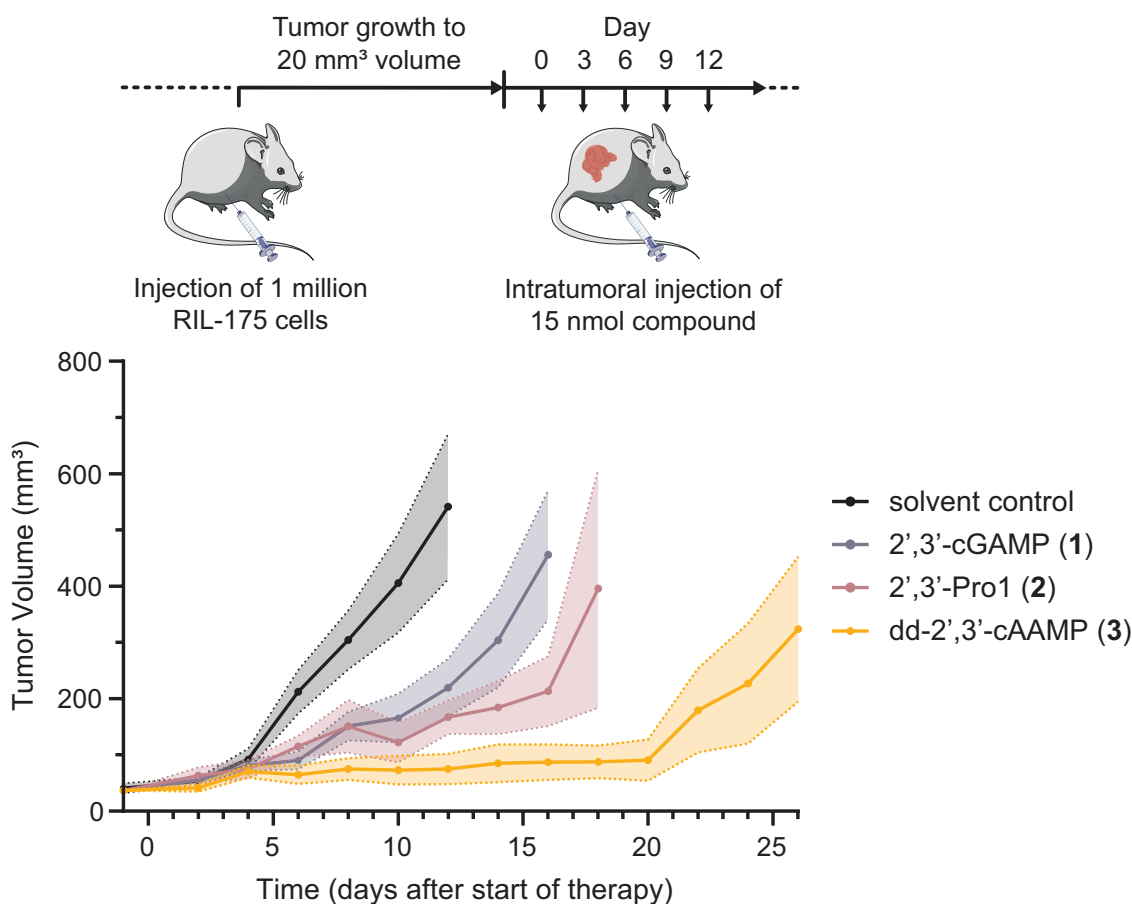 Tumor growth to
20 mm³ volume
Day
0 3 6 9 12
Injection of 1 million
RIL-175 cells
Intratumoral injection of
15 nmol compound
Tumor Volume (mm³)
800
600
400
200
0
0 5 10 15 20 25
Time (days after start of therapy)
solvent control
2',3'-cGAMP (1)
2',3'-Pro1 (2)
dd-2',3'-cAAMP (3)